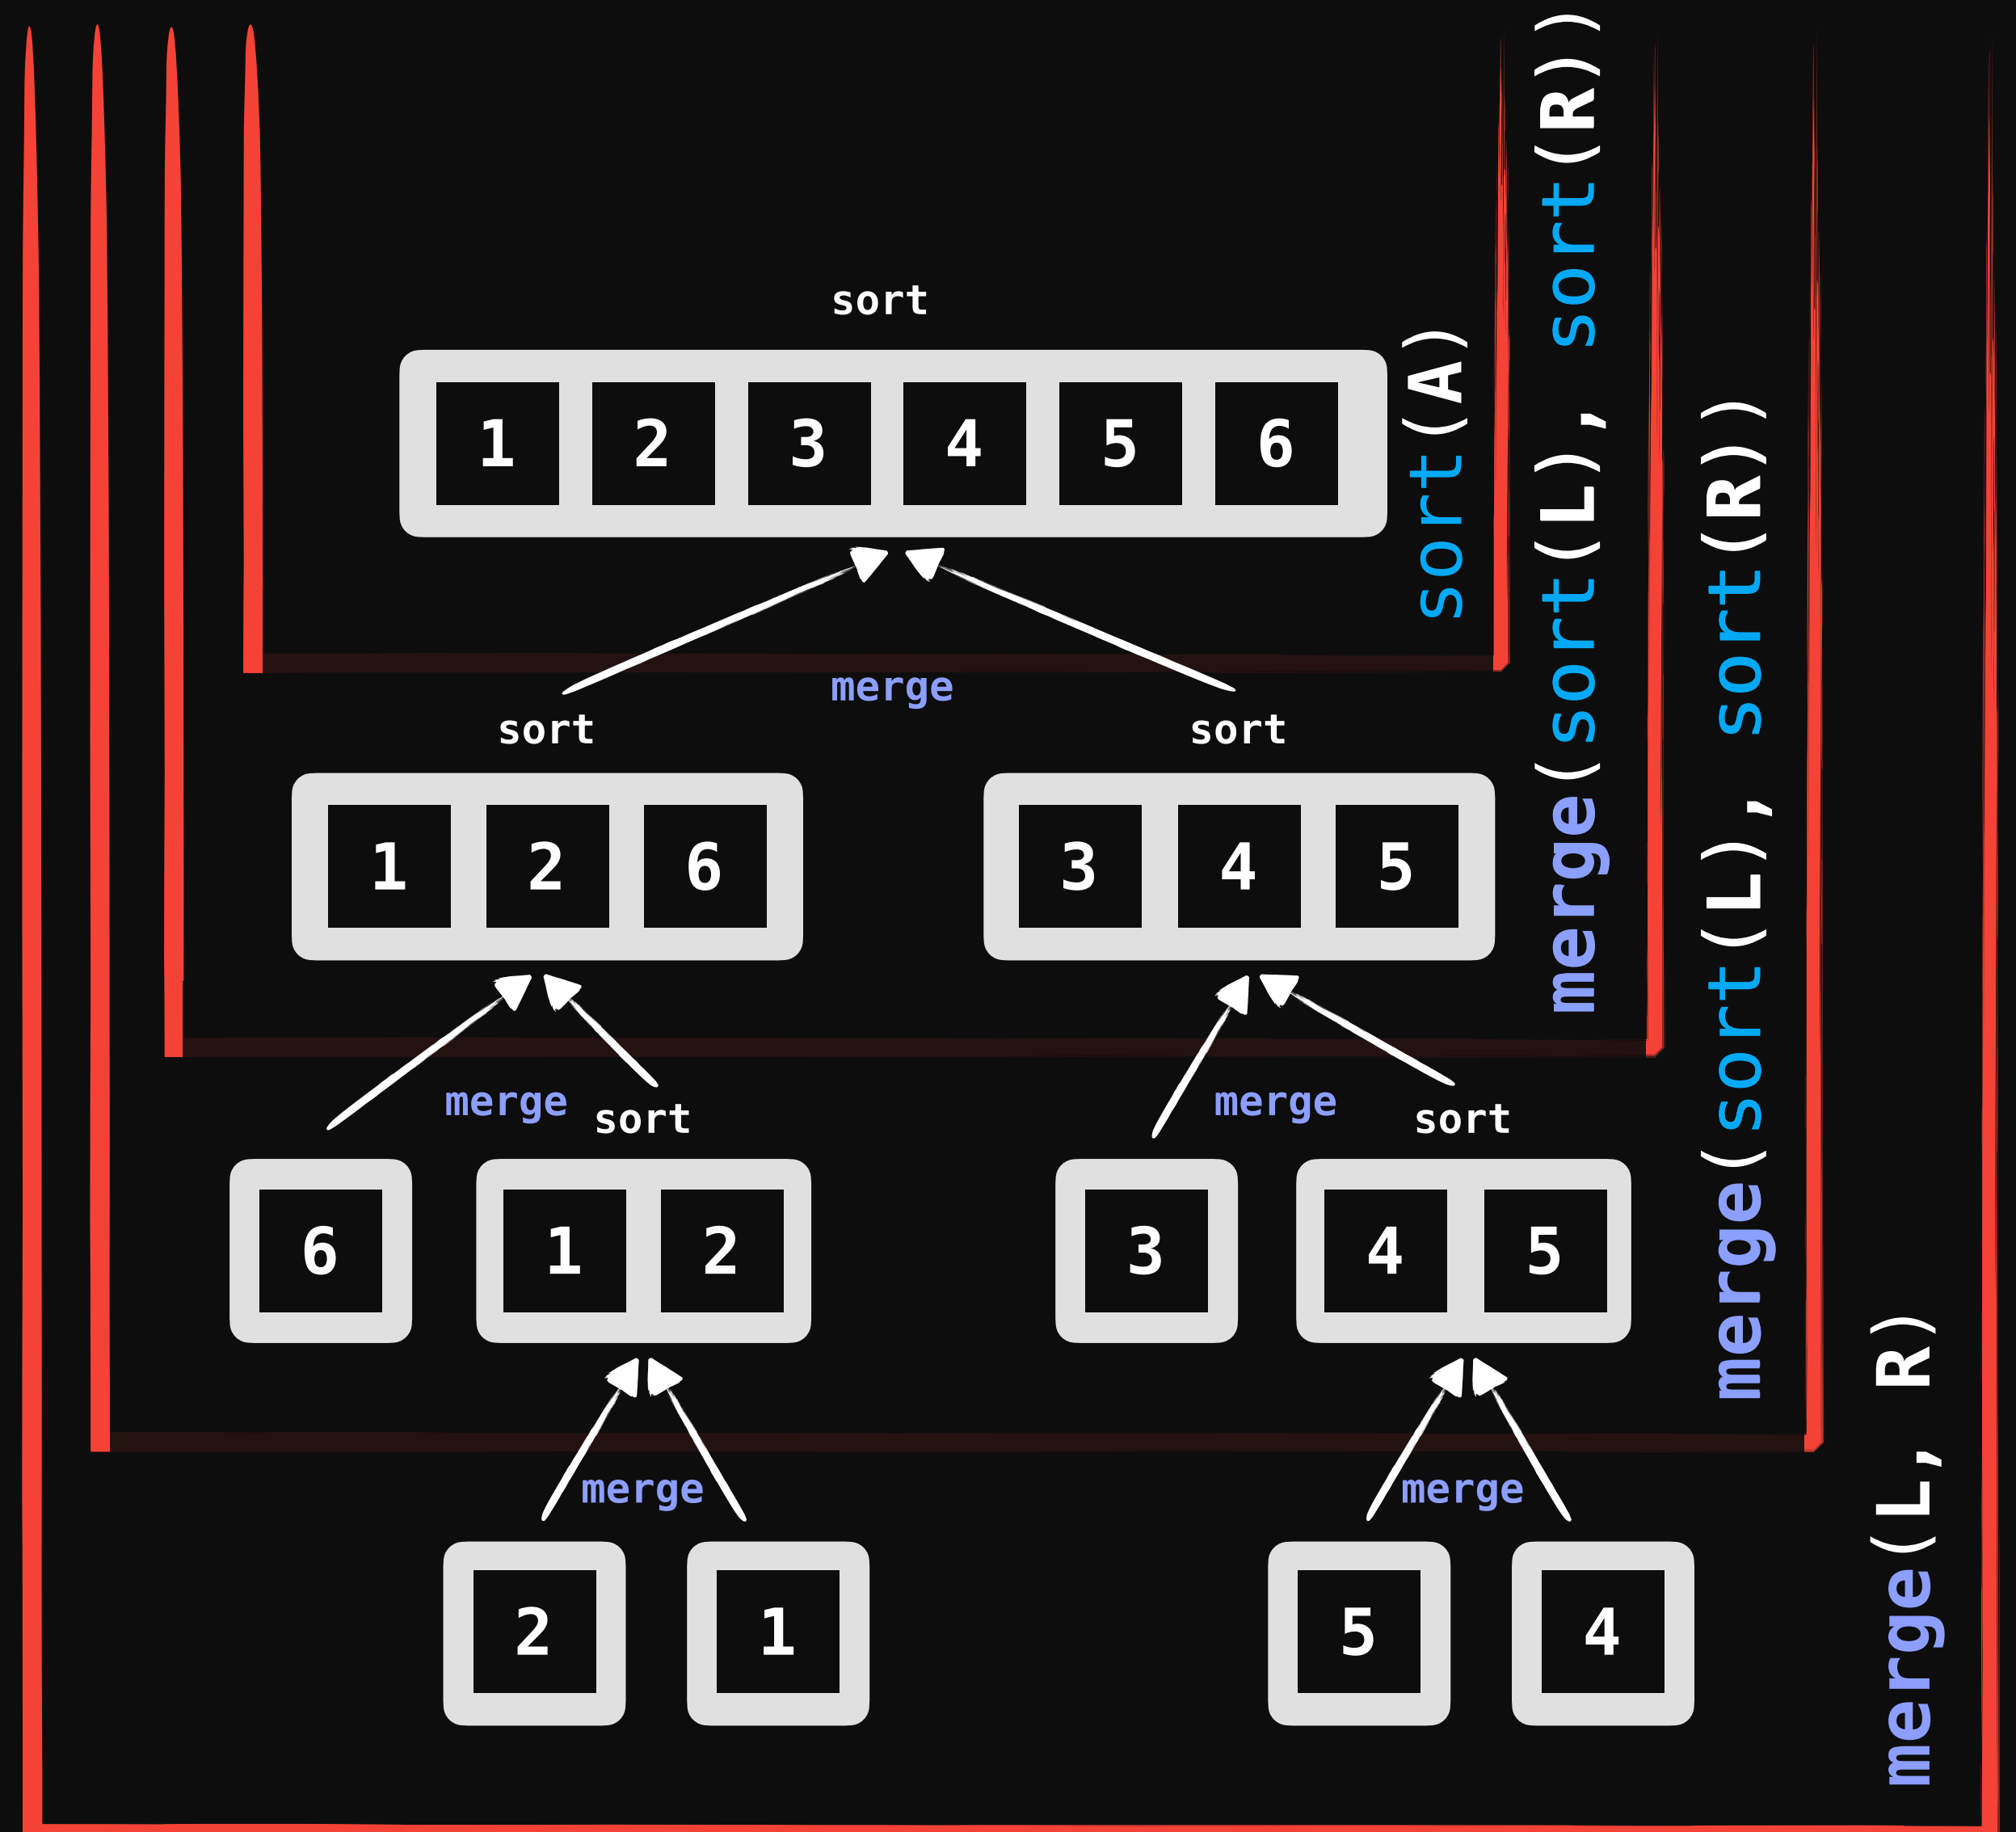 sort
1 2 3 4 5 6
sort(A)
merge
sort sort
1 2 6 3 4 5
merge(sort(L), sort(R))
merge merge
sort sort
6 1 2 3 4 5
merge(sort(L), sort(R))
merge merge
2 1 5 4
merge(L, R)